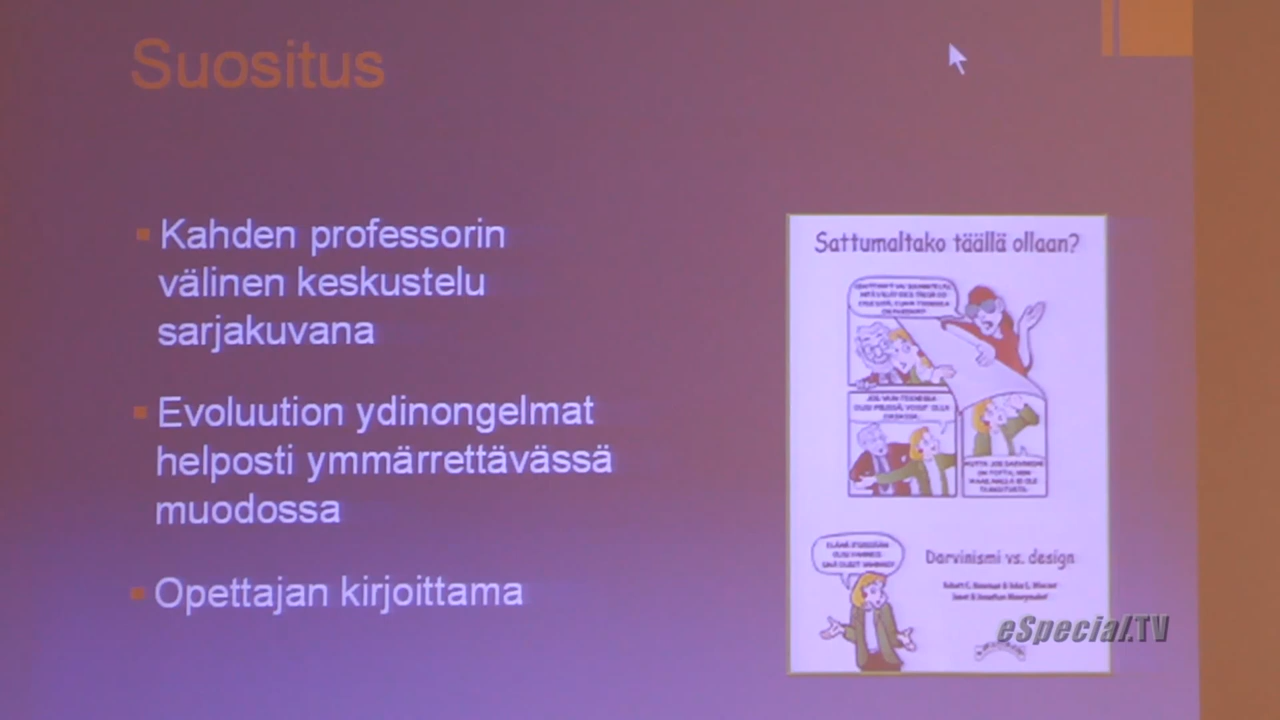 Suositus
Kahden professorin
välinen keskustelu
sarjakuvana
Evoluution ydinongelmat
helposti ymmärrettävässä
muodossa
Opettajan kirjoittama
Sattumaltako täällä ollaan?
Darvinismi vs. design
eSpecial.TV